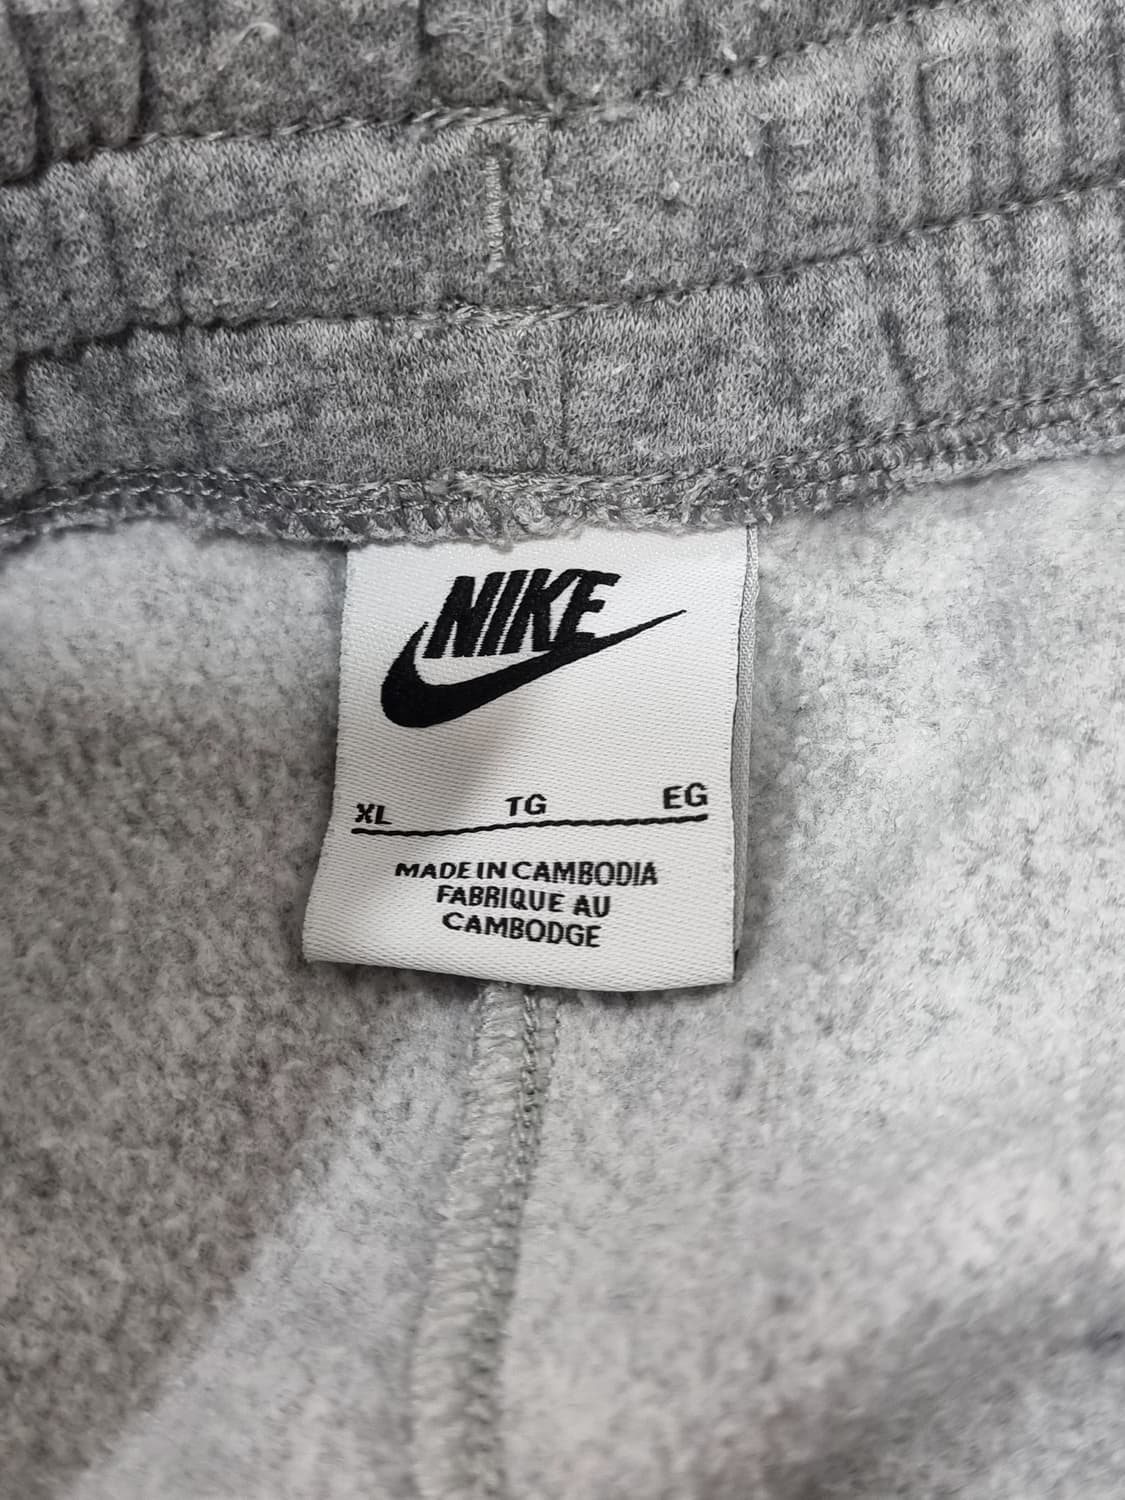 NIKE
XL TG EG
MADE IN CAMBODIA
FABRIQUE AU
CAMBODGE